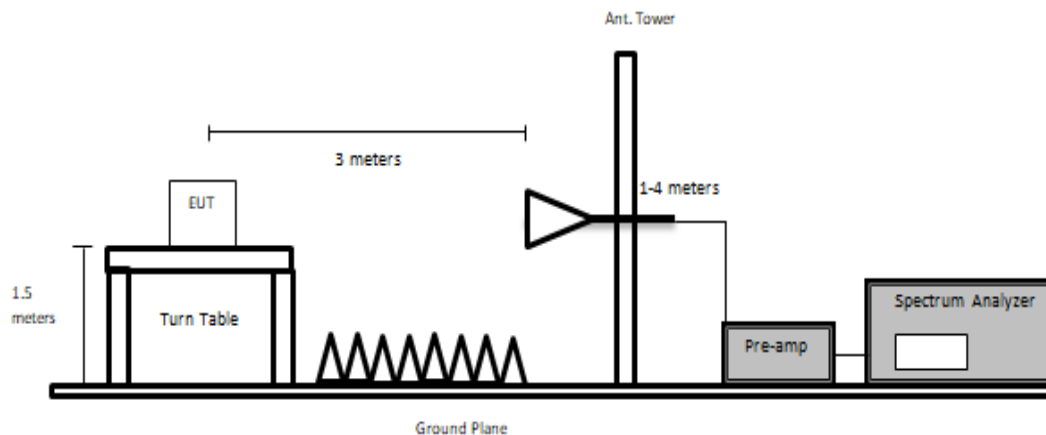 Ant. Tower
3 meters
EUT
1-4 meters
1.5
meters
Turn Table
Spectrum Analyzer
Pre-amp
Ground Plane